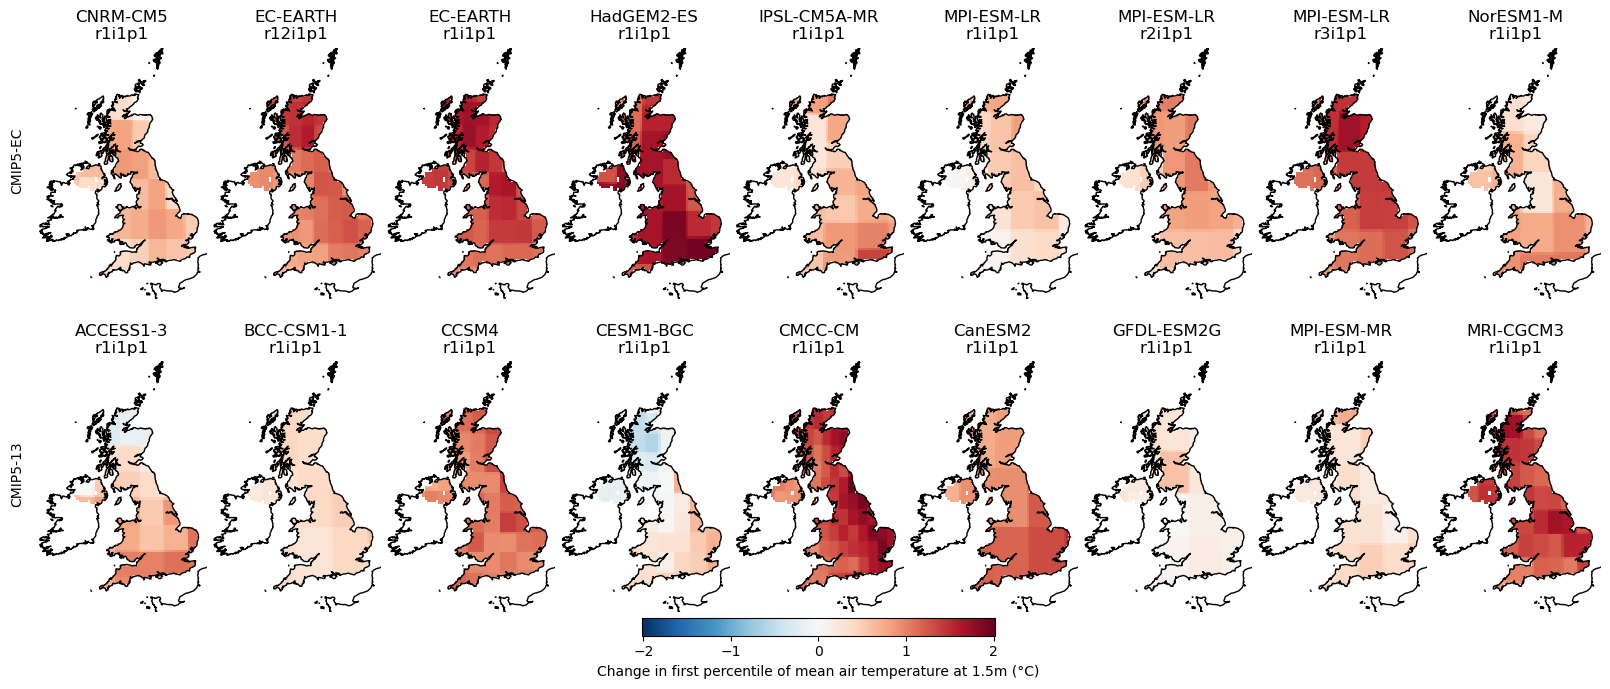 CNRM-CM5
r1i1p1
EC-EARTH
r12i1p1
EC-EARTH
r1i1p1
HadGEM2-ES
r1i1p1
IPSL-CM5A-MR
r1i1p1
MPI-ESM-LR
r1i1p1
MPI-ESM-LR
r2i1p1
MPI-ESM-LR
r3i1p1
NorESM1-M
r1i1p1
CMIP5-EC
ACCESS1-3
r1i1p1
BCC-CSM1-1
r1i1p1
CCSM4
r1i1p1
CESM1-BGC
r1i1p1
CMCC-CM
r1i1p1
CanESM2
r1i1p1
GFDL-ESM2G
r1i1p1
MPI-ESM-MR
r1i1p1
MRI-CGCM3
r1i1p1
CMIP5-13
−2 −1 0 1 2
Change in first percentile of mean air temperature at 1.5m (°C)